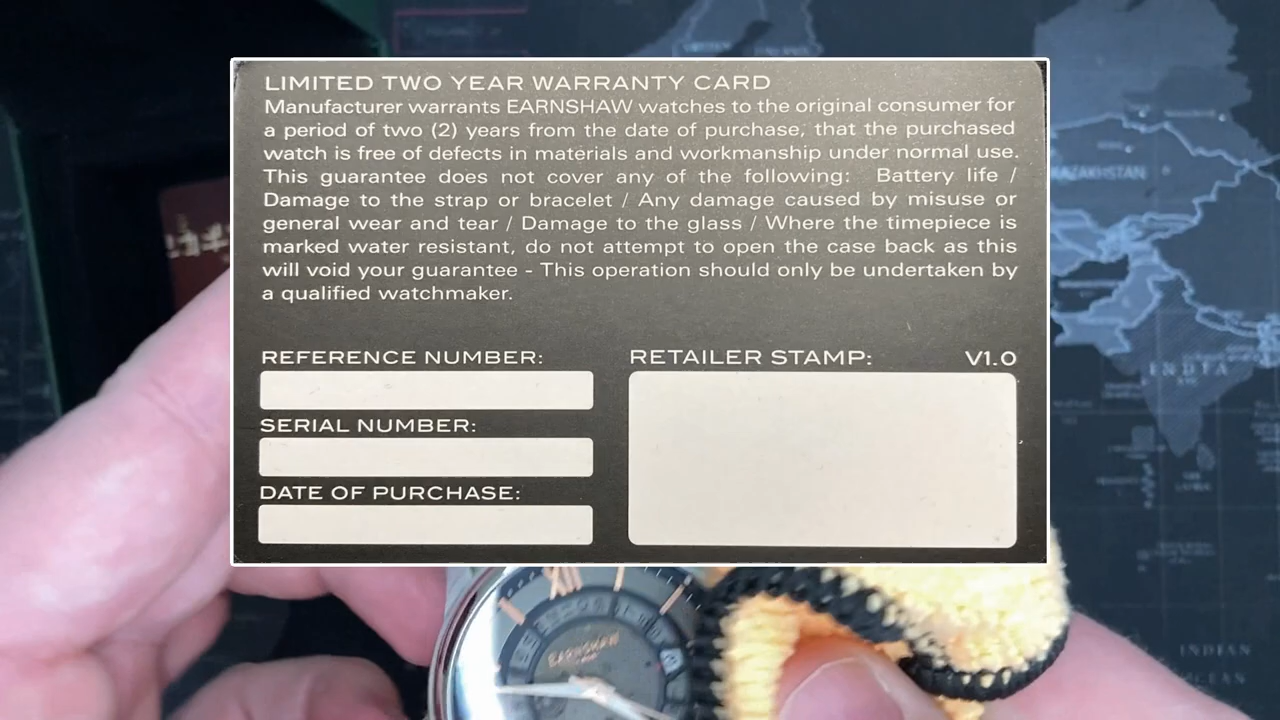 LIMITED TWO YEAR WARRANTY CARD
Manufacturer warrants EARNSHAW watches to the original consumer for
a period of two (2) years from the date of purchase, that the purchased
watch is free of defects in materials and workmanship under normal use.
This guarantee does not cover any of the following: Battery life /
Damage to the strap or bracelet / Any damage caused by misuse or
general wear and tear / Damage to the glass / Where the timepiece is
marked water resistant, do not attempt to open the case back as this
will void your guarantee - This operation should only be undertaken by
a qualified watchmaker.
REFERENCE NUMBER:
RETAILER STAMP: V1.0
SERIAL NUMBER:
DATE OF PURCHASE:
KAZAKHSTAN
INDIA
EARNSHAW
INDIAN
OCEAN